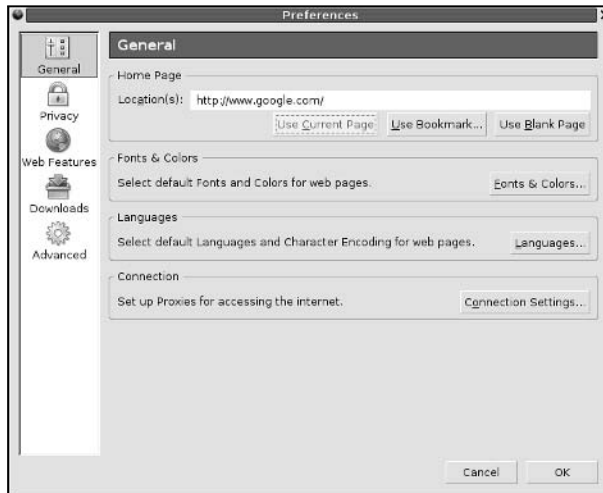 Preferences
General
Privacy
Web Features
Downloads
Advanced
General
Home Page
Location(s): http://www.google.com/
Use Current Page Use Bookmark... Use Blank Page
Fonts & Colors
Select default Fonts and Colors for web pages. Fonts & Colors...
Languages
Select default Languages and Character Encoding for web pages. Languages...
Connection
Set up Proxies for accessing the internet. Connection Settings...
Cancel OK